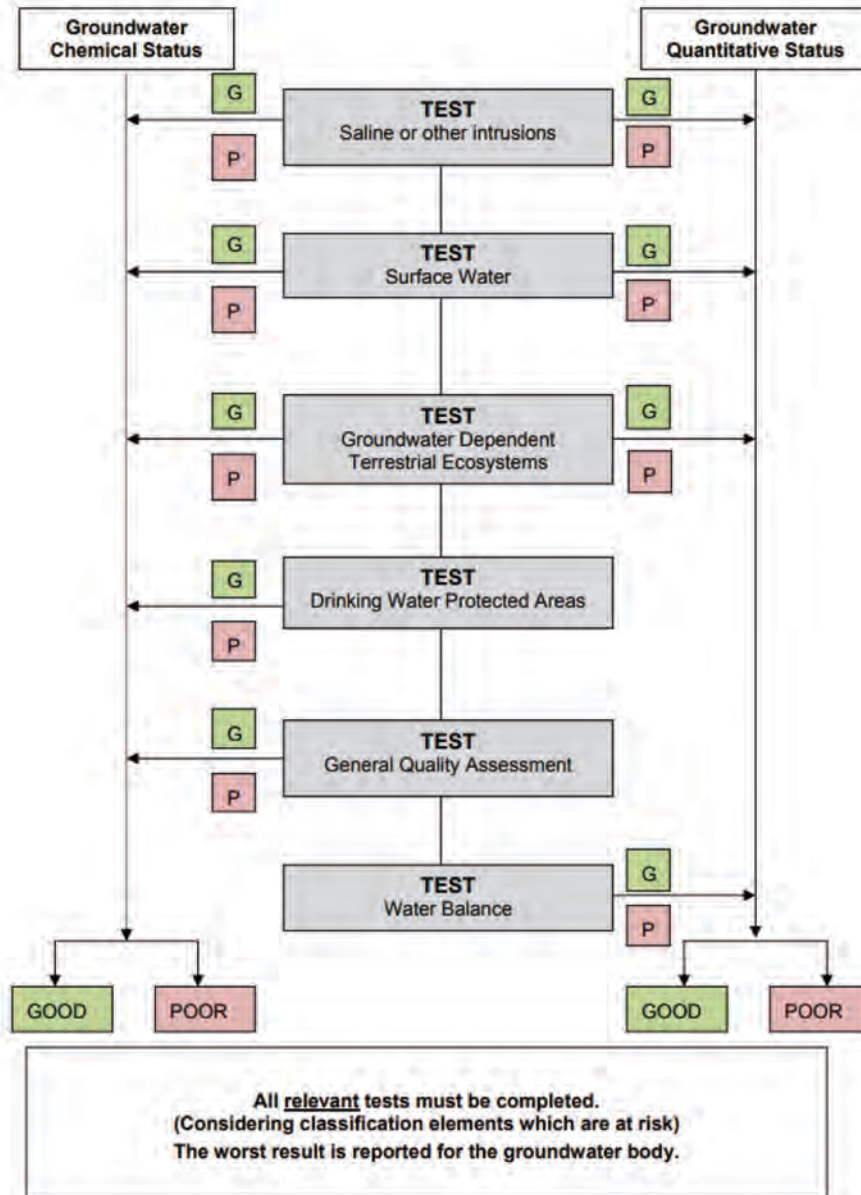 Groundwater
Chemical Status
Groundwater
Quantitative Status
G
P
TEST
Saline or other intrusions
G
P
G
P
TEST
Surface Water
G
P
G
P
TEST
Groundwater Dependent
Terrestrial Ecosystems
G
P
G
P
TEST
Drinking Water Protected Areas
G
P
TEST
General Quality Assessment
TEST
Water Balance
G
P
GOOD
POOR
GOOD
POOR
All relevant tests must be completed.
(Considering classification elements which are at risk)
The worst result is reported for the groundwater body.